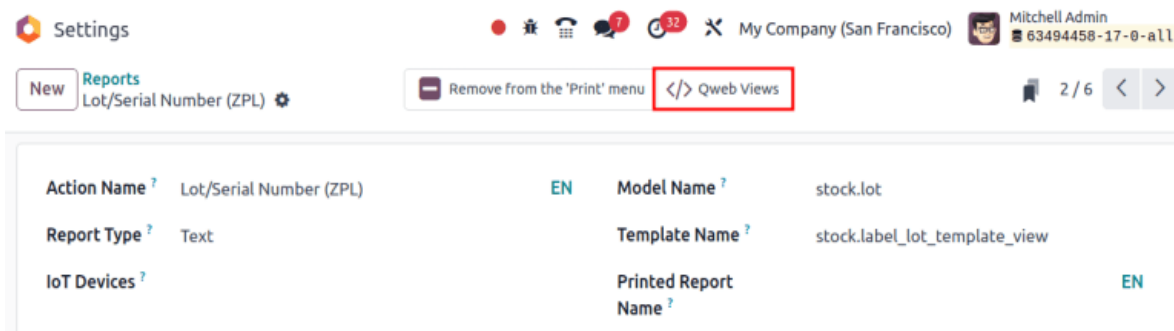 Settings
7
32
My Company (San Francisco)
Mitchell Admin
63494458-17-0-all
New
Reports
Lot/Serial Number (ZPL)
Remove from the 'Print' menu
</> Qweb Views
2 / 6
Action Name ? Lot/Serial Number (ZPL) EN
Model Name ? stock.lot
Report Type ? Text
Template Name ? stock.label_lot_template_view
IoT Devices ?
Printed Report Name ? EN